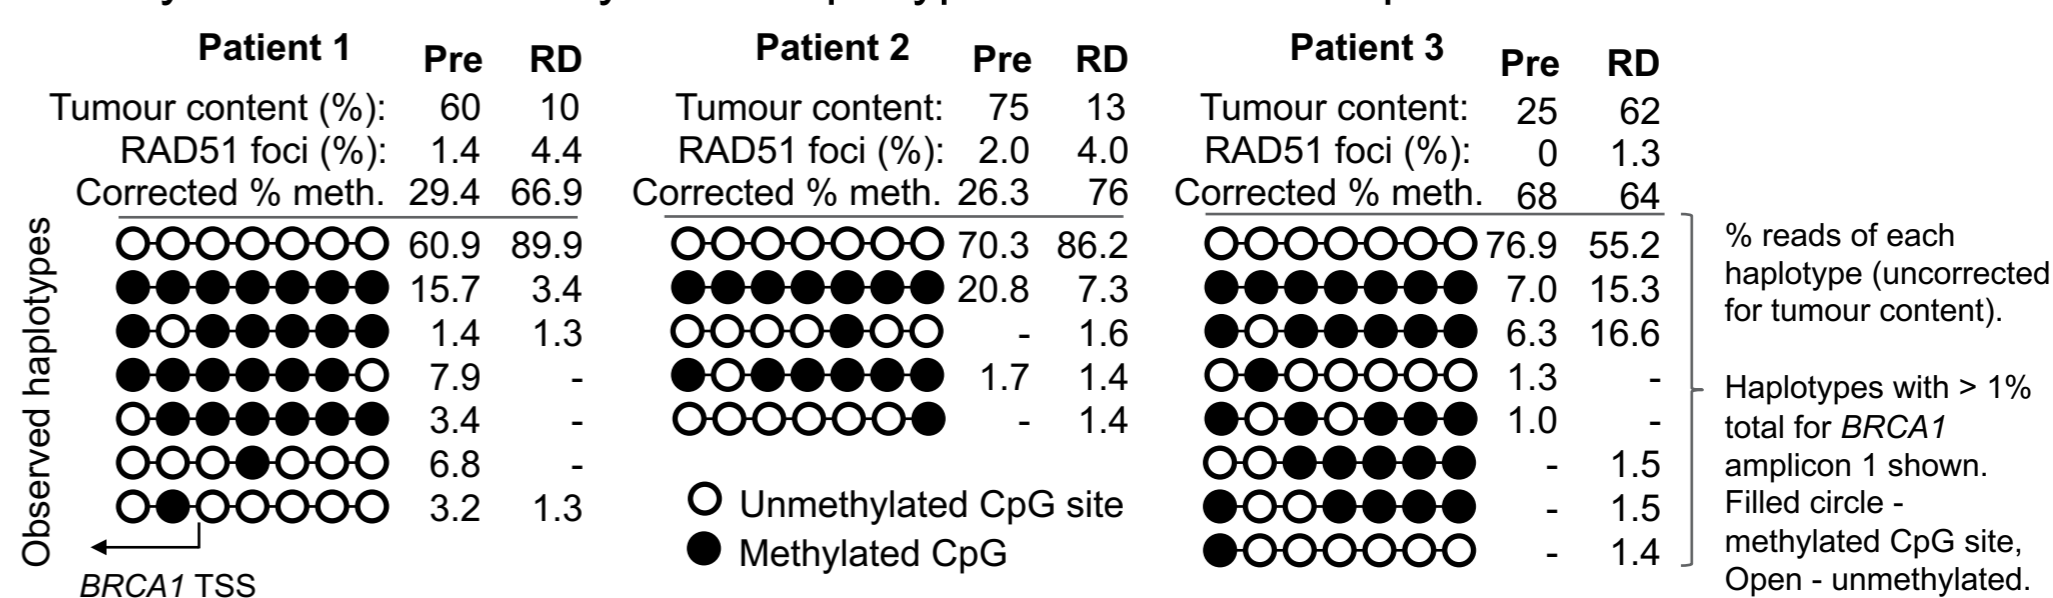 Patient 1 Pre RD
Tumour content (%): 60 10
RAD51 foci (%): 1.4 4.4
Corrected % meth. 29.4 66.9
60.9 89.9
15.7 3.4
1.4 1.3
7.9 -
3.4 -
6.8 -
3.2 1.3
Observed haplotypes
BRCA1 TSS
Patient 2 Pre RD
Tumour content: 75 13
RAD51 foci (%): 2.0 4.0
Corrected % meth. 26.3 76
70.3 86.2
20.8 7.3
- 1.6
1.7 1.4
- 1.4
Unmethylated CpG site
Methylated CpG
Patient 3 Pre RD
Tumour content: 25 62
RAD51 foci (%): 0 1.3
Corrected % meth. 68 64
76.9 55.2
7.0 15.3
6.3 16.6
1.3 -
1.0 -
- 1.5
- 1.5
- 1.4
% reads of each
haplotype (uncorrected
for tumour content).
Haplotypes with > 1%
total for BRCA1
amplicon 1 shown.
Filled circle -
methylated CpG site,
Open - unmethylated.